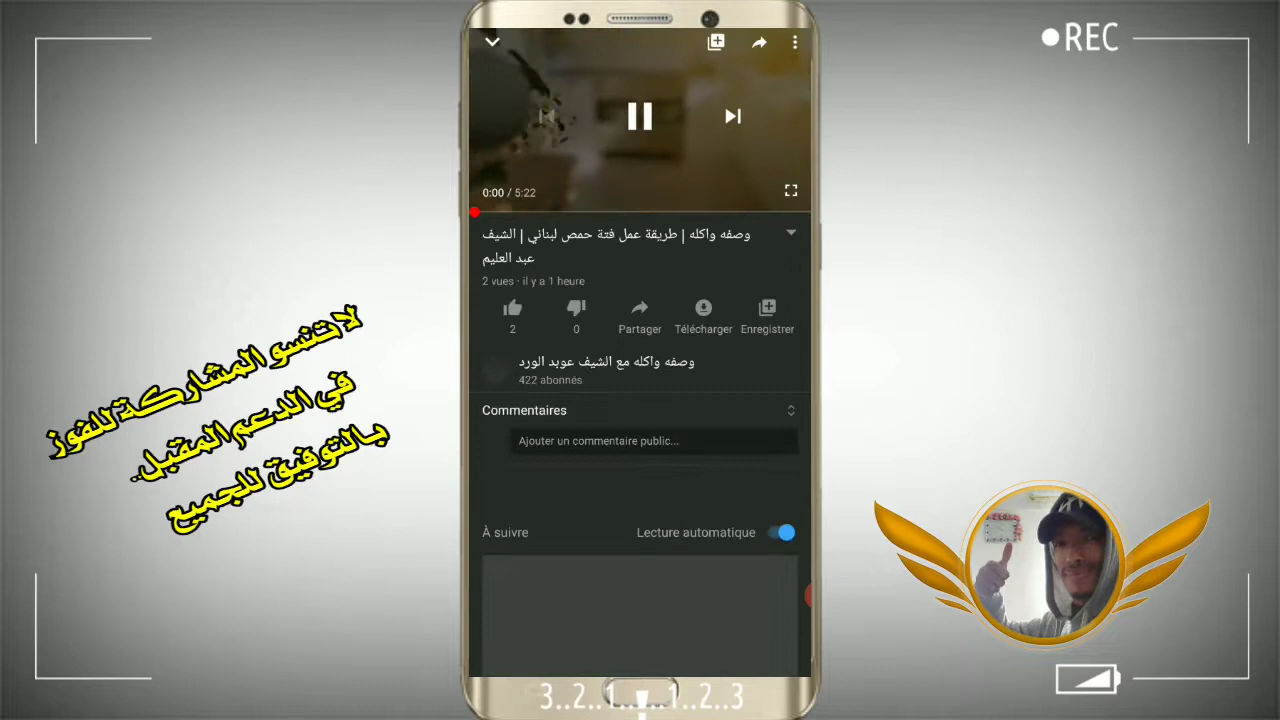 REC
0:00 / 5:22
وصفه واكله | طريقة عمل فتة حمص لبناني | الشيف
عبد العليم
2 vues · il y a 1 heure
2
0
Partager
Télécharger
Enregistrer
وصفه واكله مع الشيف عوبد الورد
422 abonnés
Commentaires
Ajouter un commentaire public...
À suivre
Lecture automatique
لا تنسو المشاركة للفوز
في الدعم المقبل..
بالتوفيق للجميع
3..2..1..
..1..2..3